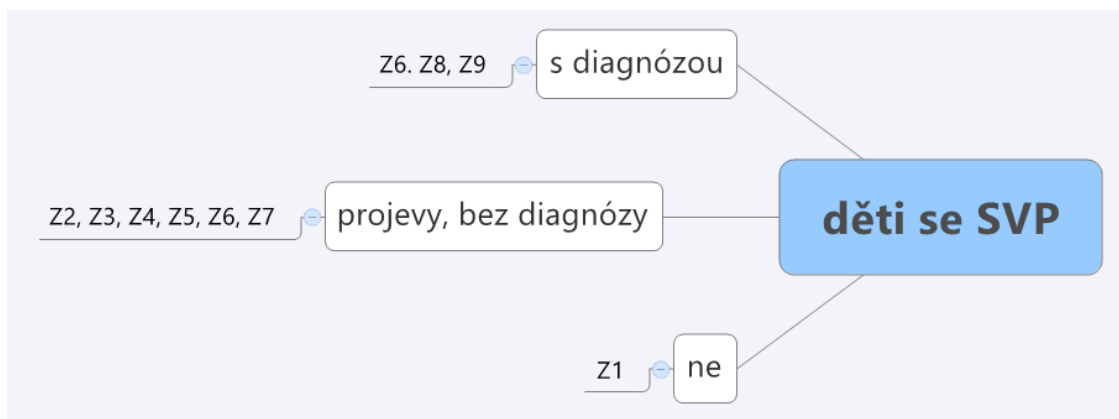 Z6. Z8, Z9
s diagnózou
Z2, Z3, Z4, Z5, Z6, Z7
projevy, bez diagnózy
děti se SVP
Z1
ne